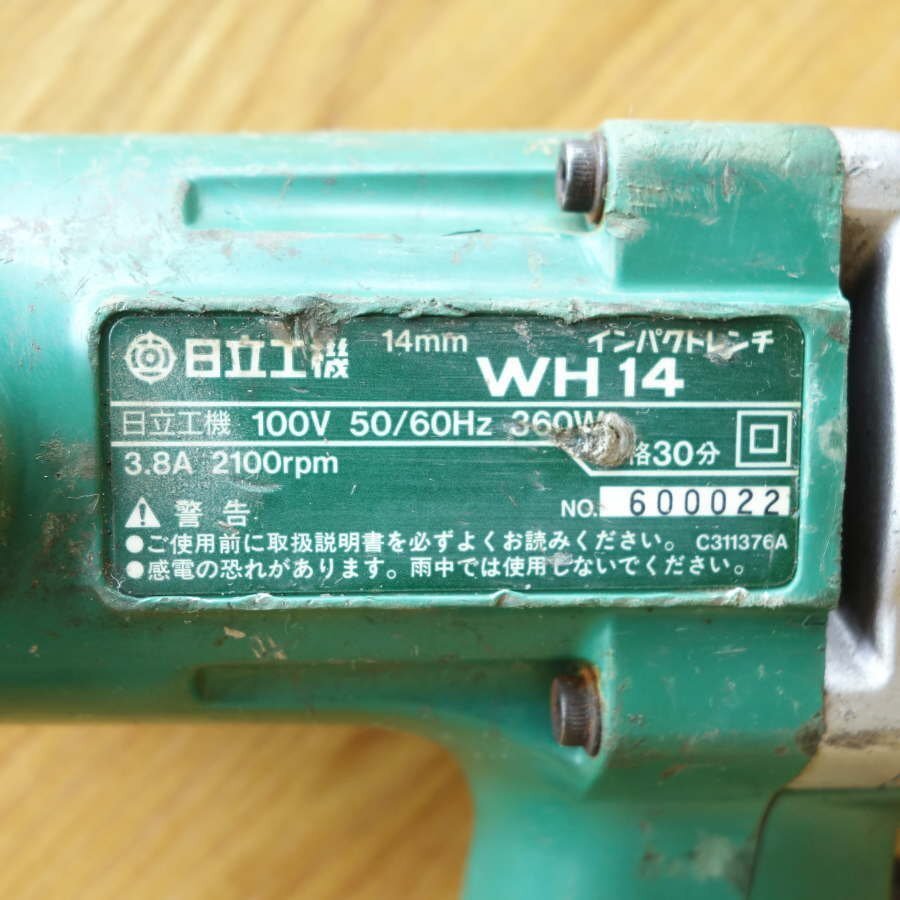 日立工機 14mm インパクトレンチ
WH 14
日立工機 100V 50/60Hz 360W
3.8A 2100rpm 格30分
警告
NO. 600022
●ご使用前に取扱説明書を必ずよくお読みください。 C311376A
●感電の恐れがあります。雨中では使用しないでください。